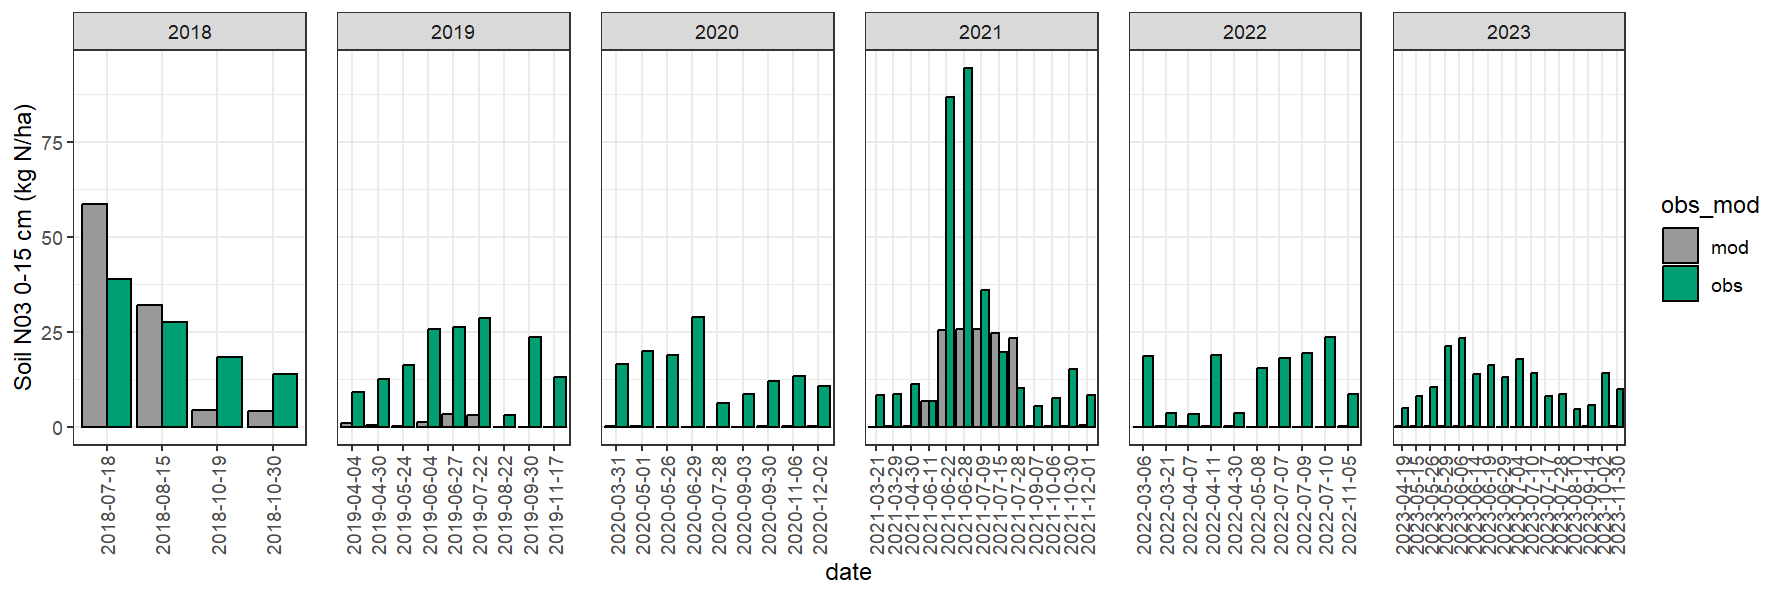 2018 2019 2020 2021 2022 2023
Soil N03 0-15 cm (kg N/ha)
75
50
25
0
obs_mod
mod
obs
2018-07-18 2018-08-15 2018-10-19 2018-10-30
2019-04-04 2019-04-30 2019-05-24 2019-06-04 2019-06-27 2019-07-22 2019-08-22 2019-09-30 2019-11-17
2020-03-31 2020-05-01 2020-05-26 2020-06-29 2020-07-28 2020-09-03 2020-09-30 2020-11-06 2020-12-02
2021-03-21 2021-03-29 2021-04-30 2021-06-11 2021-06-22 2021-06-28 2021-07-09 2021-07-15 2021-07-28 2021-09-07 2021-10-06 2021-10-30 2021-12-01
2022-03-06 2022-03-21 2022-04-07 2022-04-11 2022-04-30 2022-05-08 2022-07-07 2022-07-09 2022-07-10 2022-11-05
2023-04-19 2023-05-15 2023-05-26 2023-05-29 2023-06-06 2023-06-14 2023-06-19 2023-06-29 2023-07-04 2023-07-10 2023-07-17 2023-07-28 2023-08-10 2023-09-14 2023-10-02 2023-11-30
date